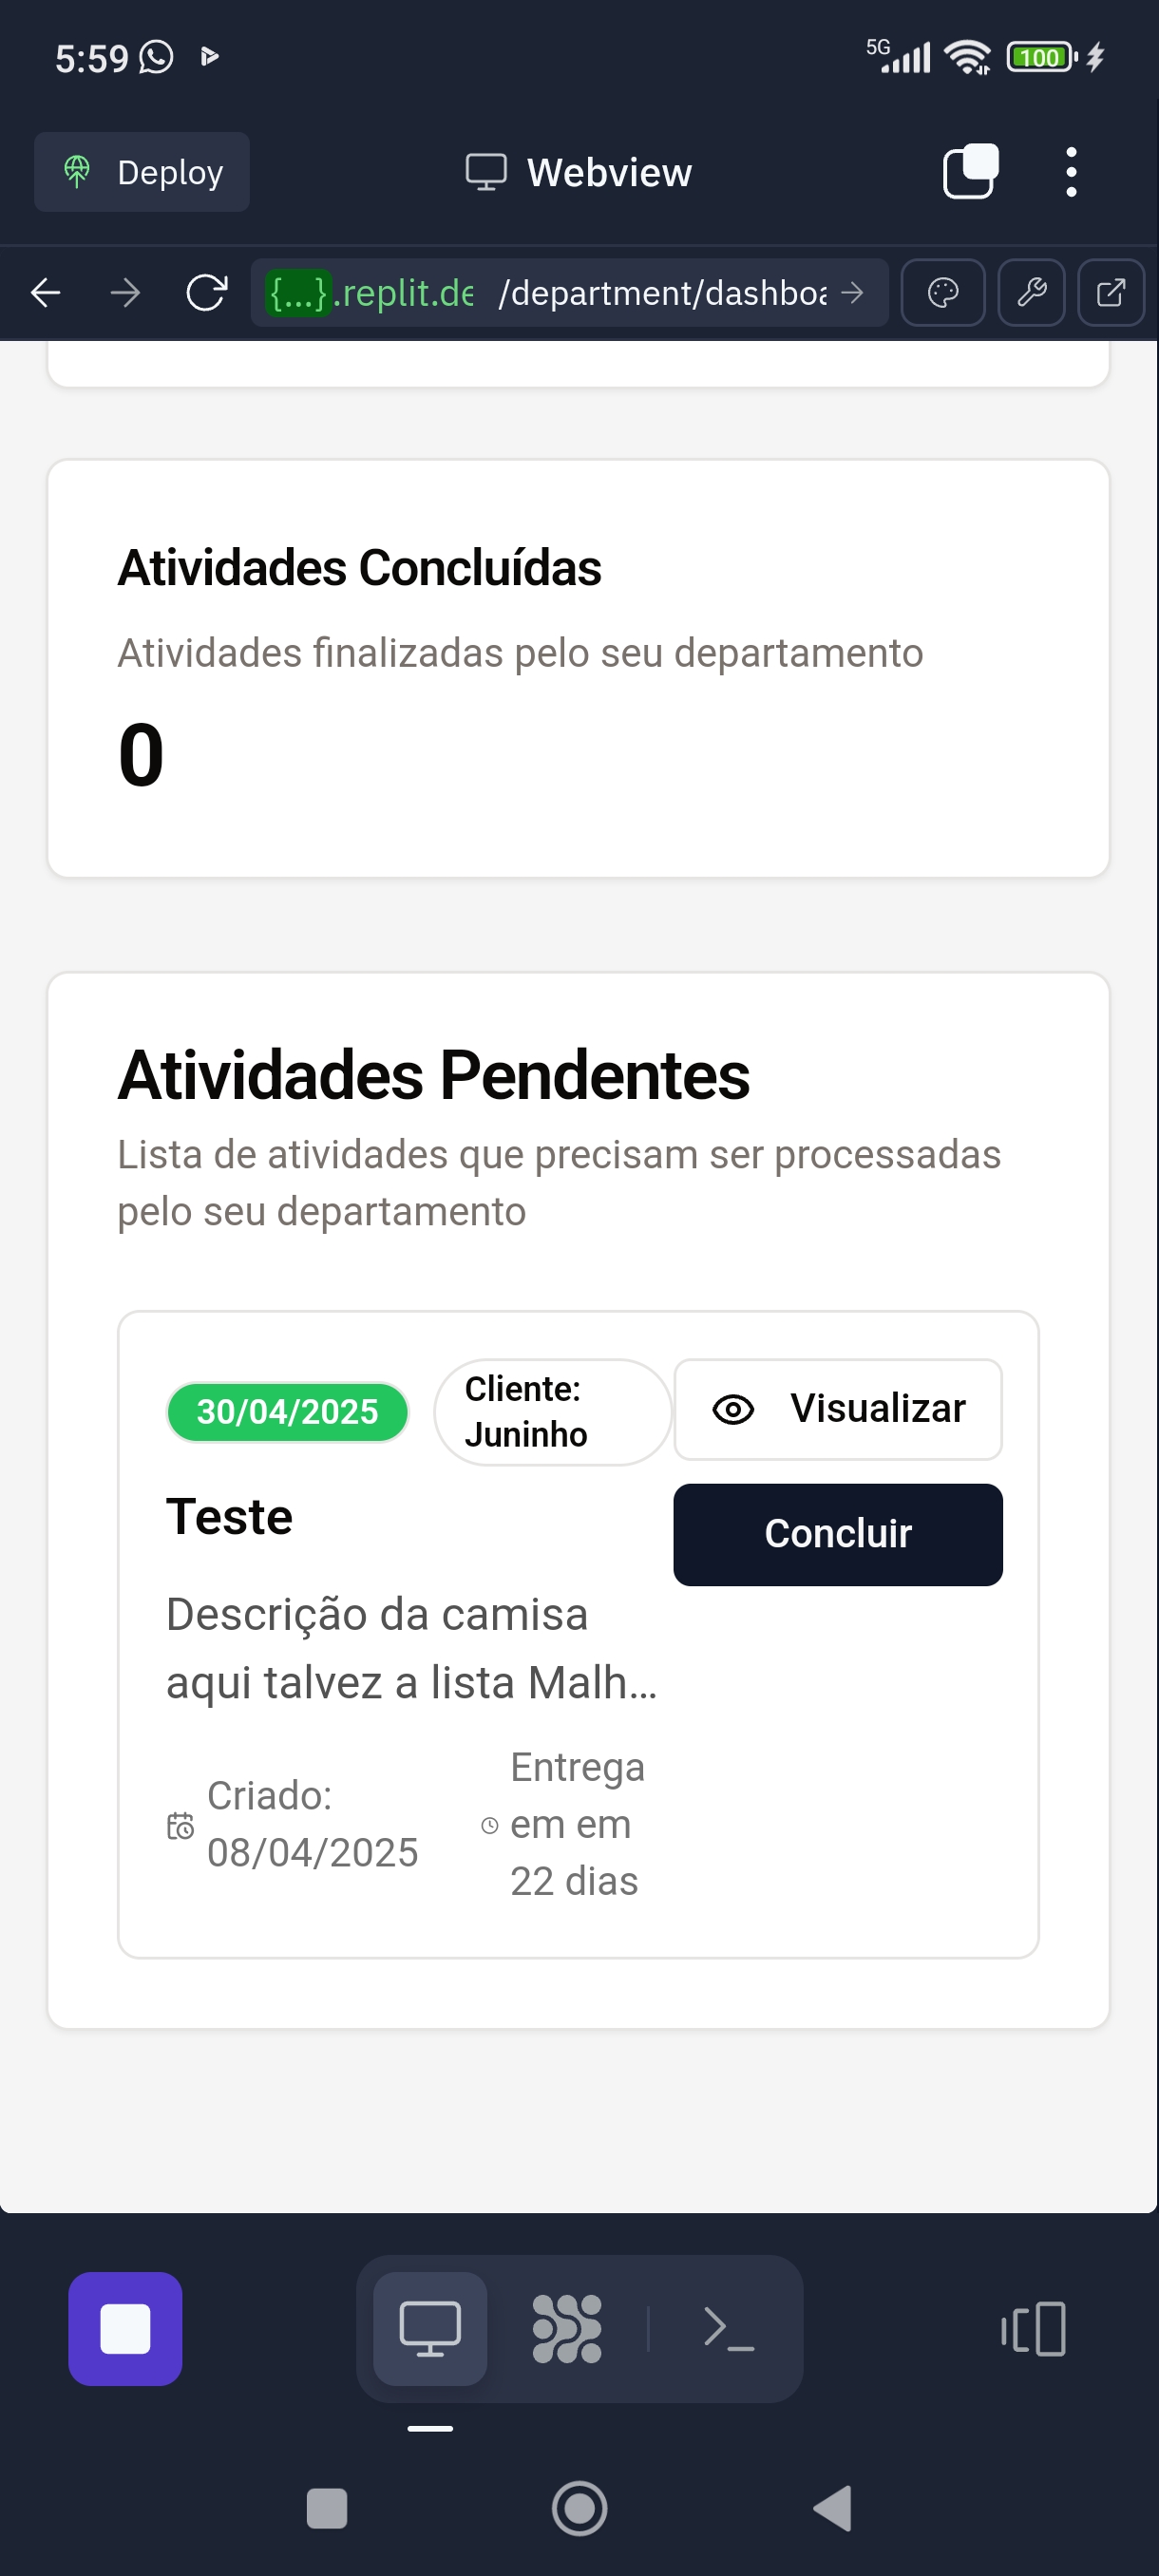 5:59
5G
100
Deploy
Webview
{...}.replit.de
/department/dashboa
Atividades Concluídas
Atividades finalizadas pelo seu departamento
0
Atividades Pendentes
Lista de atividades que precisam ser processadas
pelo seu departamento
30/04/2025
Cliente:
Juninho
Visualizar
Teste
Concluir
Descrição da camisa
aqui talvez a lista Malh...
Criado:
08/04/2025
Entrega
em em
22 dias